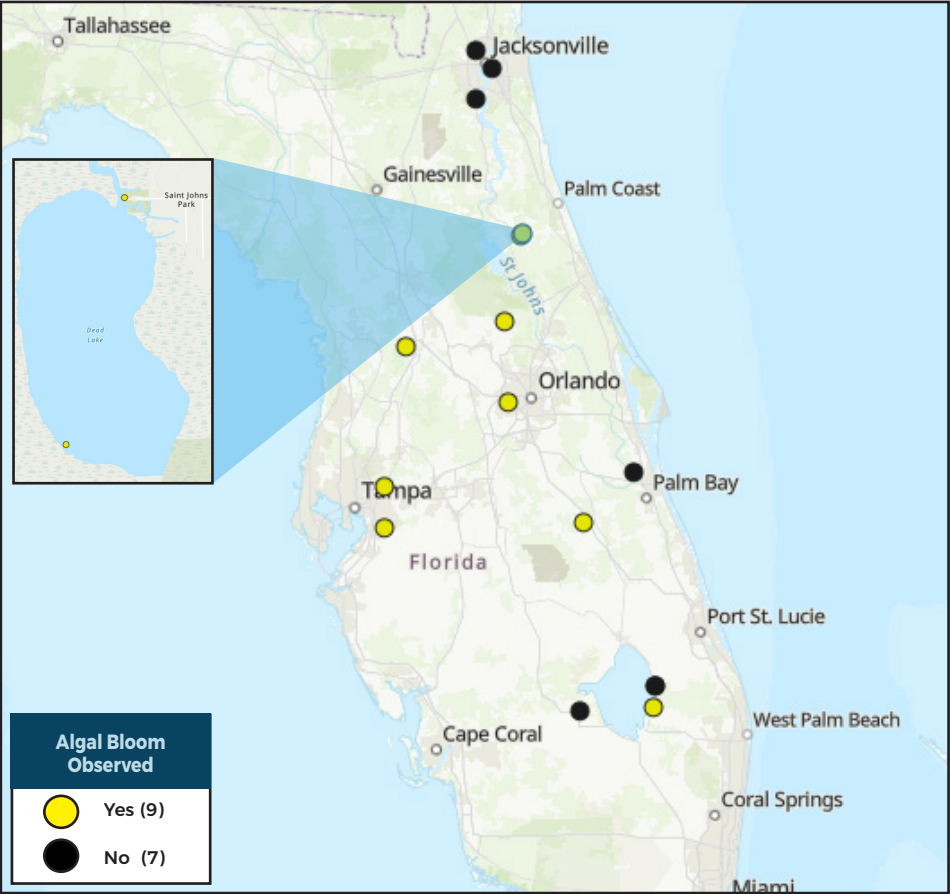 Tallahassee
Jacksonville
Gainesville
Palm Coast
Saint Johns
Park
St Johns
Dead
Lake
Orlando
Tampa
Palm Bay
Florida
Port St. Lucie
West Palm Beach
Cape Coral
Coral Springs
Miami
Algal Bloom
Observed
Yes (9)
No (7)